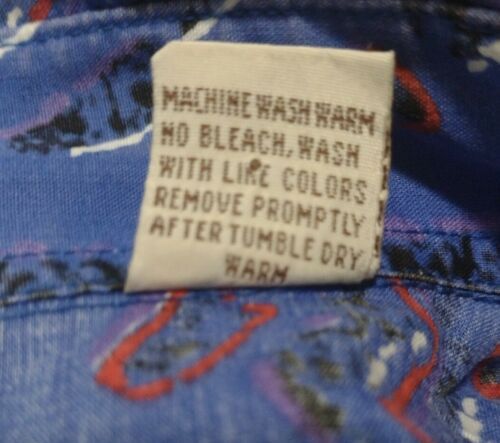 MACHINE WASH WARM
NO BLEACH, WASH
WITH LIKE COLORS
REMOVE PROMPTLY
AFTER TUMBLE DRY
WARM